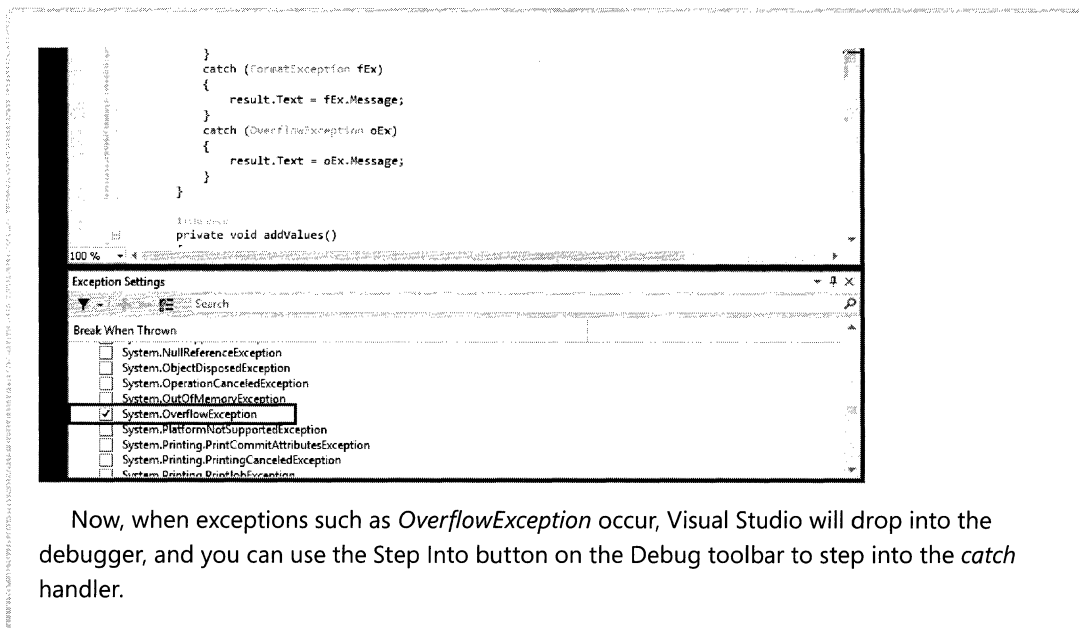 }
catch (FormatException fEx)
{
result.Text = fEx.Message;
}
catch (OverflowException oEx)
{
result.Text = oEx.Message;
}
}
private void addValues()
100 %
Exception Settings
Search
Break When Thrown
System.NullReferenceException
System.ObjectDisposedException
System.OperationCanceledException
System.OutOfMemoryException
System.OverflowException
System.PlatformNotSupportedException
System.Printing.PrintCommitAttributesException
System.Printing.PrintingCanceledException
System.Printing.PrintJobException
Now, when exceptions such as OverflowException occur, Visual Studio will drop into the
debugger, and you can use the Step Into button on the Debug toolbar to step into the catch
handler.